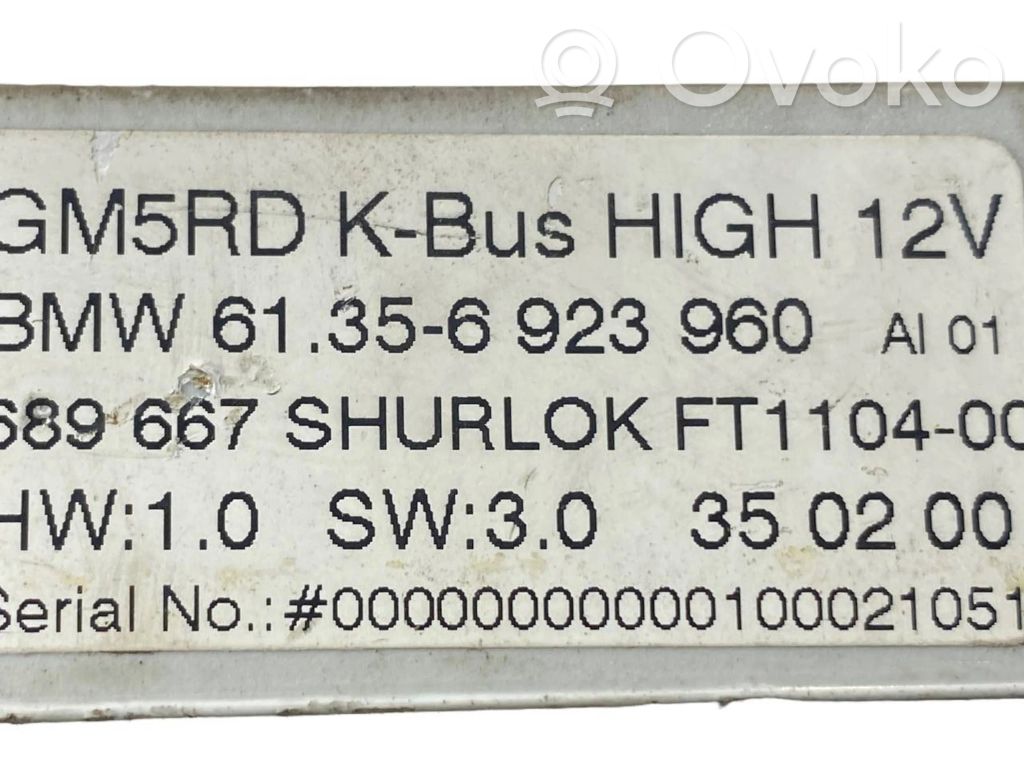 Ovoko
GM5RD K-Bus HIGH 12V
BMW 61.35-6 923 960 AI 01
689 667 SHURLOK FT1104-00
HW:1.0 SW:3.0 35 02 00
Serial No.:#00000000000100021051